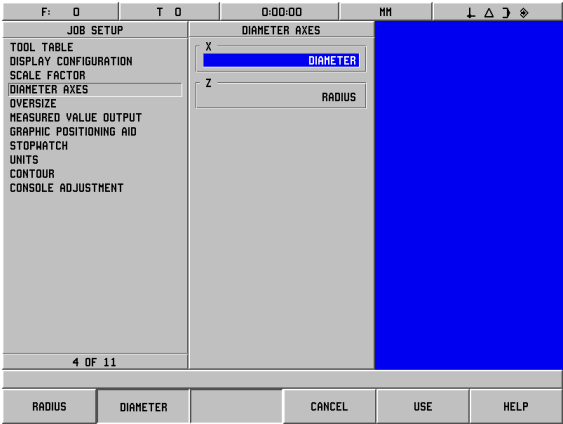 F: 0 T 0 0:00:00 MM
JOB SETUP
TOOL TABLE
DISPLAY CONFIGURATION
SCALE FACTOR
DIAMETER AXES
OVERSIZE
MEASURED VALUE OUTPUT
GRAPHIC POSITIONING AID
STOPWATCH
UNITS
CONTOUR
CONSOLE ADJUSTMENT
4 OF 11
DIAMETER AXES
X
DIAMETER
Z
RADIUS
RADIUS DIAMETER CANCEL USE HELP